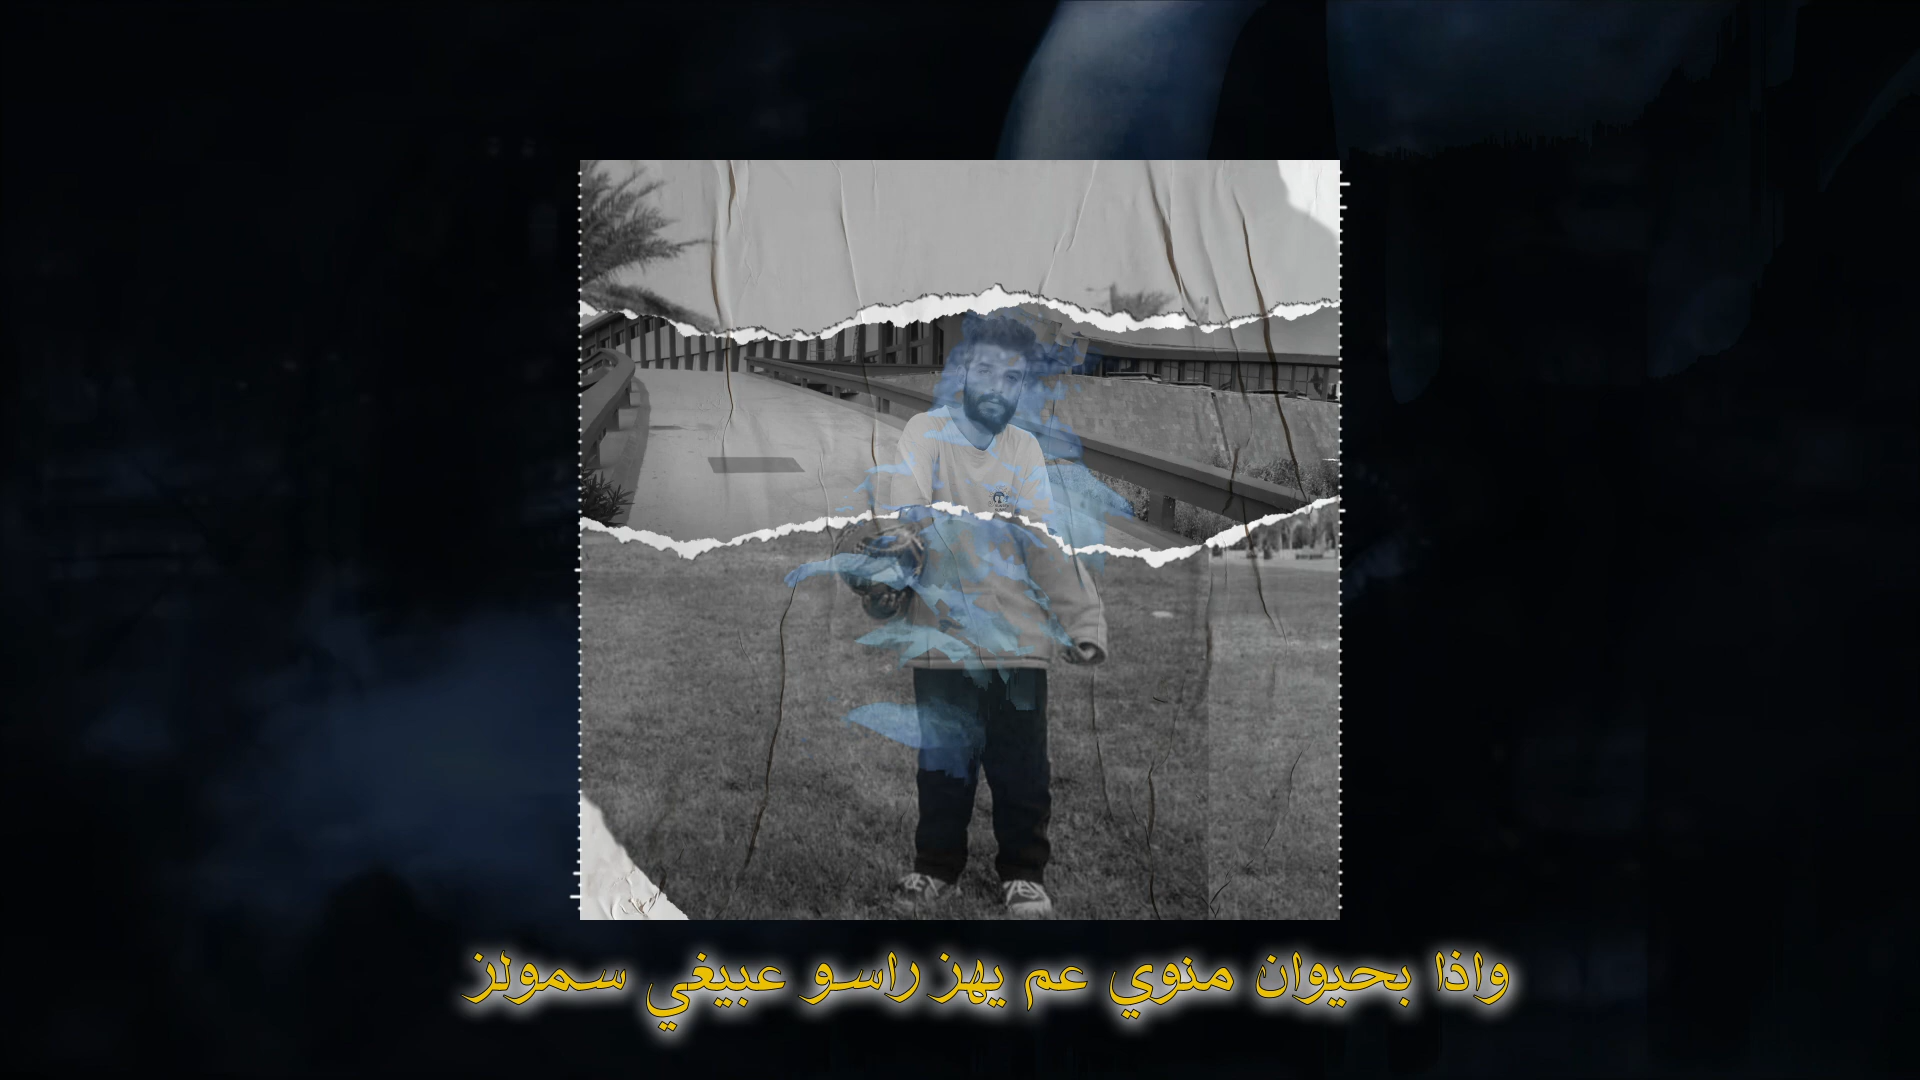 واذا بحيوان منوي عم يهز راسو عبيغي سمولز